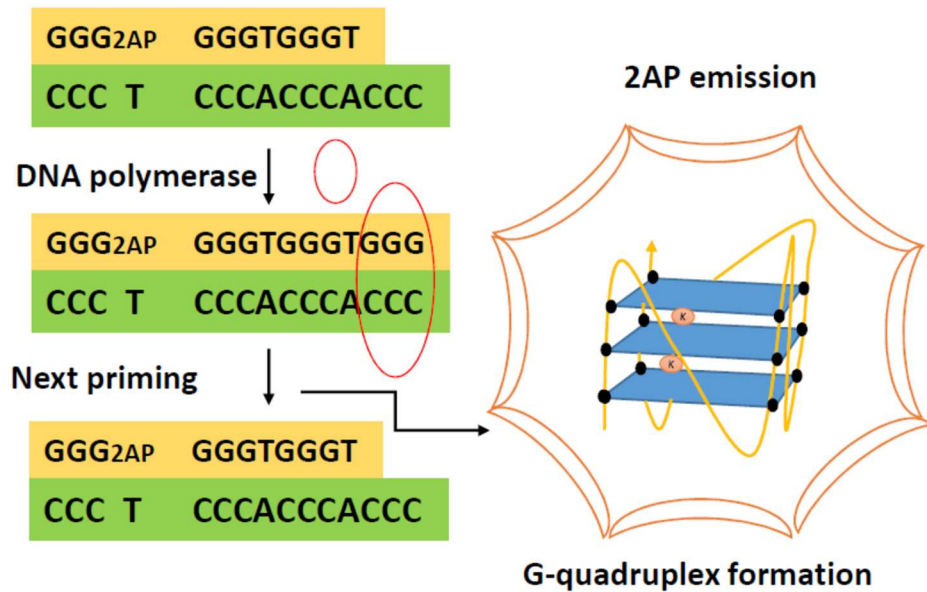 GGG2AP GGGTGGGT
CCC T CCCACCCACCC
DNA polymerase
GGG2AP GGGTGGGTGGG
CCC T CCCACCCACCC
Next priming
GGG2AP GGGTGGGT
CCC T CCCACCCACCC
2AP emission
K
K
G-quadruplex formation